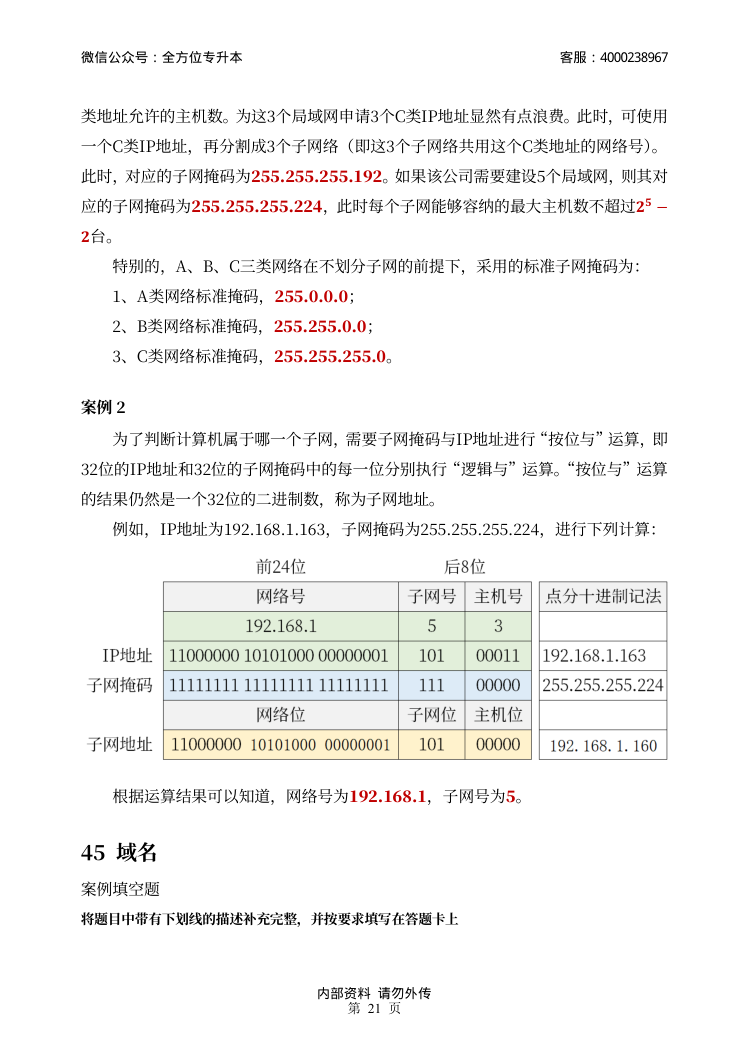 微信公众号：全方位专升本
客服：4000238967
类地址允许的主机数。为这3个局域网申请3个C类IP地址显然有点浪费。此时，可使用
一个C类IP地址，再分割成3个子网络（即这3个子网络共用这个C类地址的网络号）。
此时，对应的子网掩码为255.255.255.192。如果该公司需要建设5个局域网，则其对
应的子网掩码为255.255.255.224，此时每个子网能够容纳的最大主机数不超过2⁵ −
2台。
特别的，A、B、C三类网络在不划分子网的前提下，采用的标准子网掩码为：
1、A类网络标准掩码，255.0.0.0；
2、B类网络标准掩码，255.255.0.0；
3、C类网络标准掩码，255.255.255.0。
案例 2
为了判断计算机属于哪一个子网，需要子网掩码与IP地址进行“按位与”运算，即
32位的IP地址和32位的子网掩码中的每一位分别执行“逻辑与”运算。“按位与”运算
的结果仍然是一个32位的二进制数，称为子网地址。
例如，IP地址为192.168.1.163，子网掩码为255.255.255.224，进行下列计算：
前24位 后8位
网络号 子网号 主机号 点分十进制记法
192.168.1 5 3
IP地址 11000000 10101000 00000001 101 00011 192.168.1.163
子网掩码 11111111 11111111 11111111 111 00000 255.255.255.224
网络位 子网位 主机位
子网地址 11000000 10101000 00000001 101 00000 192.168.1.160
根据运算结果可以知道，网络号为192.168.1，子网号为5。
45 域名
案例填空题
将题目中带有下划线的描述补充完整，并按要求填写在答题卡上
内部资料 请勿外传
第 21 页